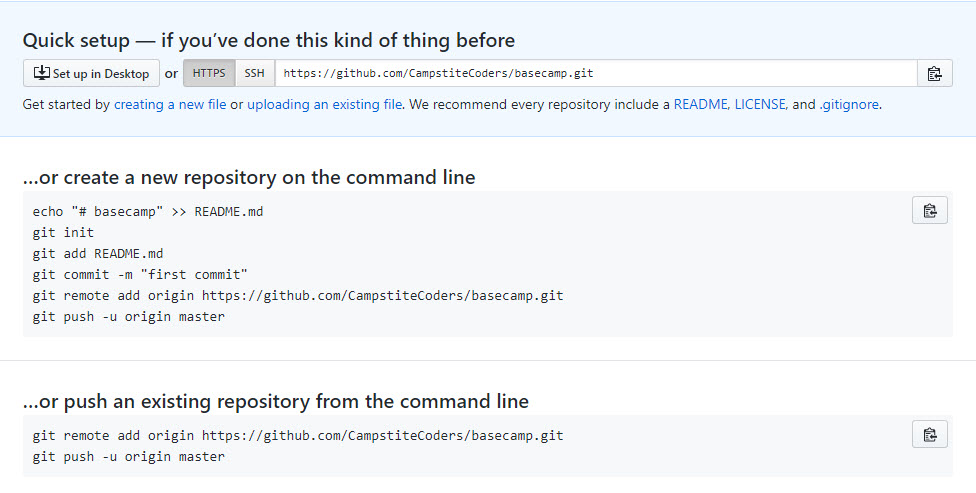 Quick setup — if you’ve done this kind of thing before
Set up in Desktop or HTTPS SSH https://github.com/CampstiteCoders/basecamp.git
Get started by creating a new file or uploading an existing file. We recommend every repository include a README, LICENSE, and .gitignore.
…or create a new repository on the command line
echo "# basecamp" >> README.md
git init
git add README.md
git commit -m "first commit"
git remote add origin https://github.com/CampstiteCoders/basecamp.git
git push -u origin master
…or push an existing repository from the command line
git remote add origin https://github.com/CampstiteCoders/basecamp.git
git push -u origin master